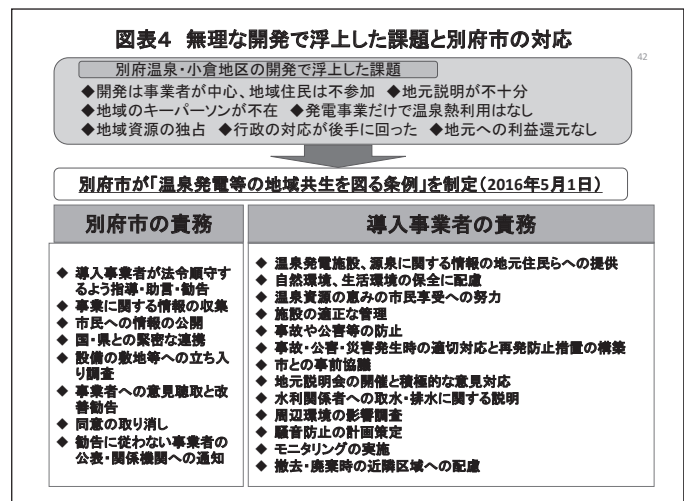 図表4 無理な開発で浮上した課題と別府市の対応
42
別府温泉・小倉地区の開発で浮上した課題
◆開発は事業者が中心、地域住民は不参加 ◆地元説明が不十分
◆地域のキーパーソンが不在 ◆発電事業だけで温泉熱利用はなし
◆地域資源の独占 ◆行政の対応が後手に回った ◆地元への利益還元なし
別府市が「温泉発電等の地域共生を図る条例」を制定(2016年5月1日)
別府市の責務
◆ 導入事業者が法令順守す
るよう指導・助言・勧告
◆ 事業に関する情報の収集
◆ 市民への情報の公開
◆ 国・県との緊密な連携
◆ 設備の敷地等への立ち入
り調査
◆ 事業者への意見聴取と改
善勧告
◆ 同意の取り消し
◆ 勧告に従わない事業者の
公表・関係機関への通知
導入事業者の責務
◆ 温泉発電施設、源泉に関する情報の地元住民らへの提供
◆ 自然環境、生活環境の保全に配慮
◆ 温泉資源の恵みの市民享受への努力
◆ 施設の適正な管理
◆ 事故や公害等の防止
◆ 事故・公害・災害発生時の適切対応と再発防止措置の構築
◆ 市との事前協議
◆ 地元説明会の開催と積極的な意見対応
◆ 水利関係者への取水・排水に関する説明
◆ 周辺環境の影響調査
◆ 騒音防止の計画策定
◆ モニタリングの実施
◆ 撤去・廃棄時の近隣区域への配慮